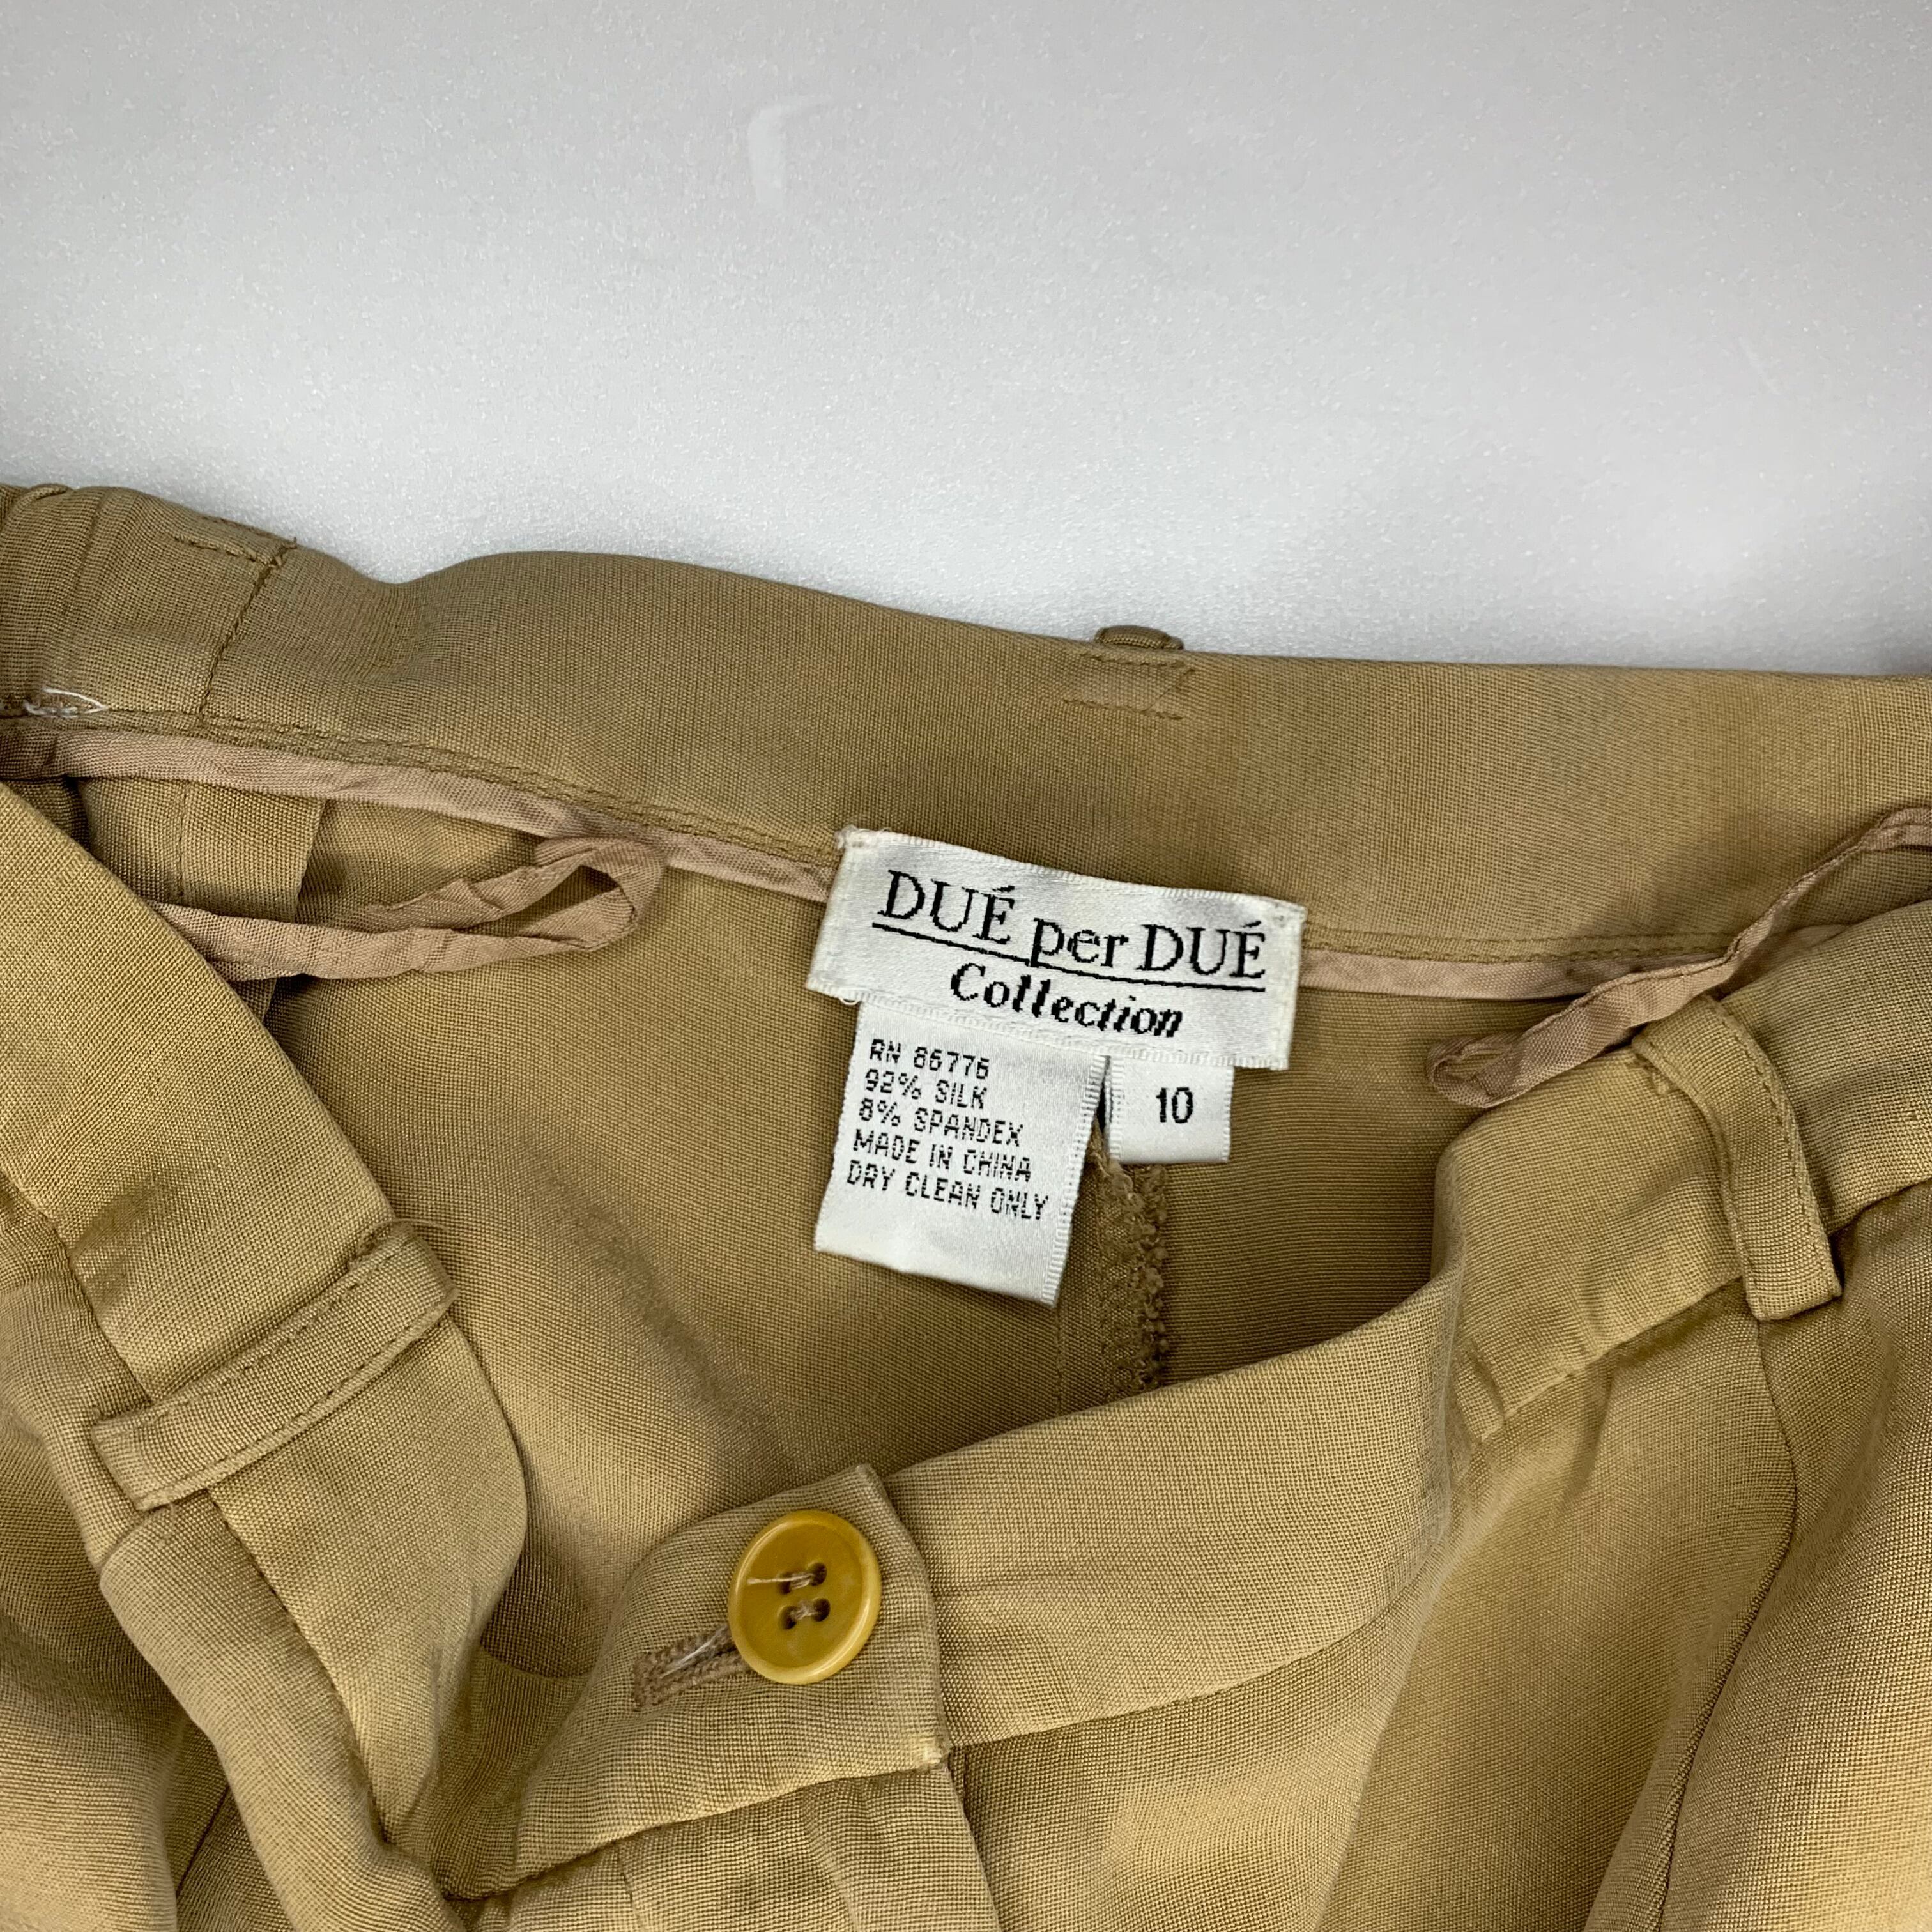 DUÉ per DUÉ
Collection
RN 86776
92% SILK
8% SPANDEX
MADE IN CHINA
DRY CLEAN ONLY
10